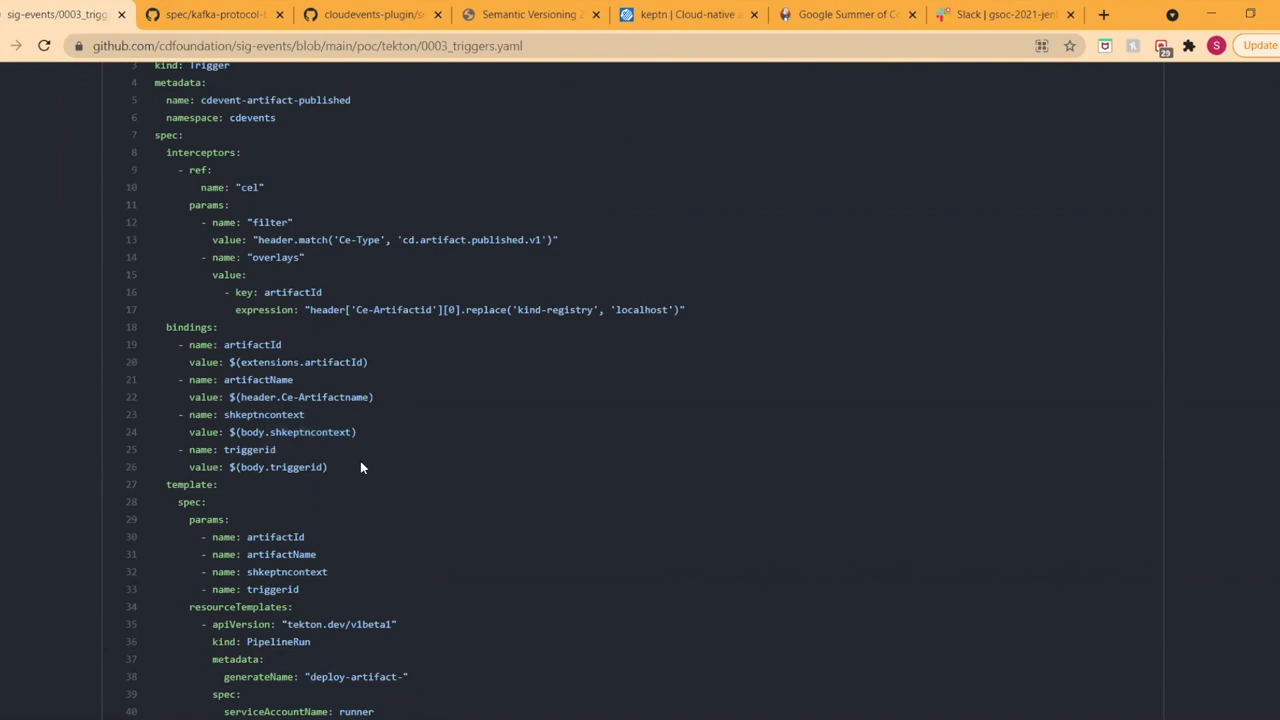 sig-events/0003_trigg
spec/kafka-protocol-b
cloudevents-plugin/s
Semantic Versioning 2
keptn | Cloud-native a
Google Summer of Co
Slack | gsoc-2021-jenk
github.com/cdfoundation/sig-events/blob/main/poc/tekton/0003_triggers.yaml
29
S
Update
3 kind: Trigger
4 metadata:
5 name: cdevent-artifact-published
6 namespace: cdevents
7 spec:
8 interceptors:
9 - ref:
10 name: "cel"
11 params:
12 - name: "filter"
13 value: "header.match('Ce-Type', 'cd.artifact.published.v1')"
14 - name: "overlays"
15 value:
16 - key: artifactId
17 expression: "header['Ce-Artifactid'][0].replace('kind-registry', 'localhost')"
18 bindings:
19 - name: artifactId
20 value: $(extensions.artifactId)
21 - name: artifactName
22 value: $(header.Ce-Artifactname)
23 - name: shkeptncontext
24 value: $(body.shkeptncontext)
25 - name: triggerid
26 value: $(body.triggerid)
27 template:
28 spec:
29 params:
30 - name: artifactId
31 - name: artifactName
32 - name: shkeptncontext
33 - name: triggerid
34 resourceTemplates:
35 - apiVersion: "tekton.dev/v1beta1"
36 kind: PipelineRun
37 metadata:
38 generateName: "deploy-artifact-"
39 spec:
40 serviceAccountName: runner